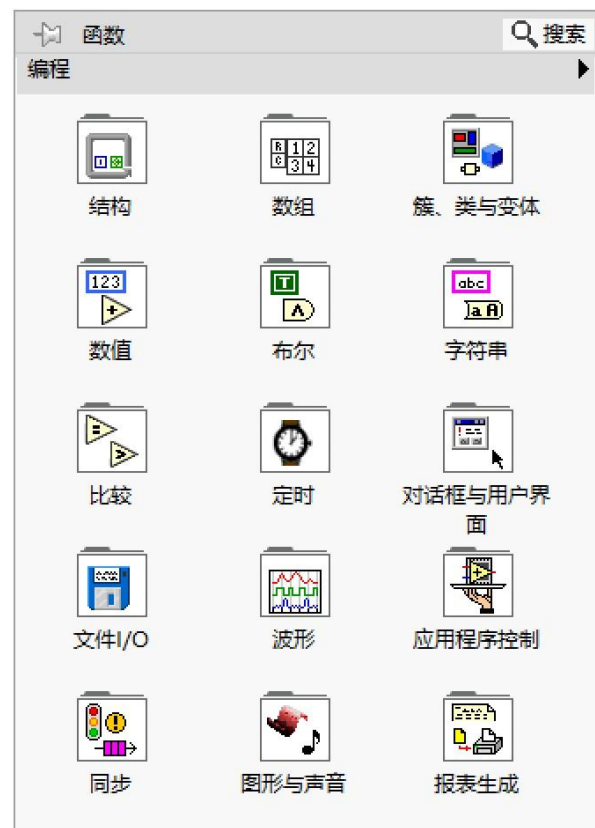 函数
搜索
编程
结构
数组
簇、类与变体
123
数值
布尔
abc
字符串
比较
定时
对话框与用户界
面
文件I/O
波形
应用程序控制
同步
图形与声音
报表生成